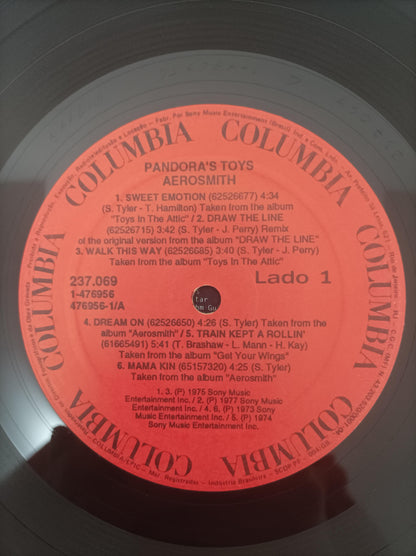 COLUMBIA
COLUMBIA
COLUMBIA
COLUMBIA
COLUMBIA
COLUMBIA
PANDORA'S TOYS
AEROSMITH
1. SWEET EMOTION (62526677) 4:34
(S. Tyler - T. Hamilton) Taken from the album
"Toys In The Attic" / 2. DRAW THE LINE
(62526715) 3:42 (S. Tyler - J. Perry) Remix
of the original version from the album "DRAW THE LINE"
3. WALK THIS WAY (62526685) 3:40 (S. Tyler - J. Perry)
Taken from the album "Toys In The Attic"
237.069
1-476956
476956-1/A
Lado 1
4. DREAM ON (62526650) 4:26 (S. Tyler) Taken from the
album "Aerosmith" / 5. TRAIN KEPT A ROLLIN'
(61665491) 5:41 (T. Brashaw - L. Mann - H. Kay)
Taken from the album "Get Your Wings"
6. MAMA KIN (65157320) 4:25 (S. Tyler)
Taken from the album "Aerosmith"
1. 3. (P) 1975 Sony Music
Entertainment Inc. / 2. (P) 1977 Sony Music
Entertainment Inc. / 4. 6, (P) 1973 Sony
Music Entertainment Inc. / 5. (P) 1974
Sony Music Entertainment Inc.
Fabr. Por Sony Music Entertainment (Brasil) Ind. e Com. Ltda.
Indústria Brasileira